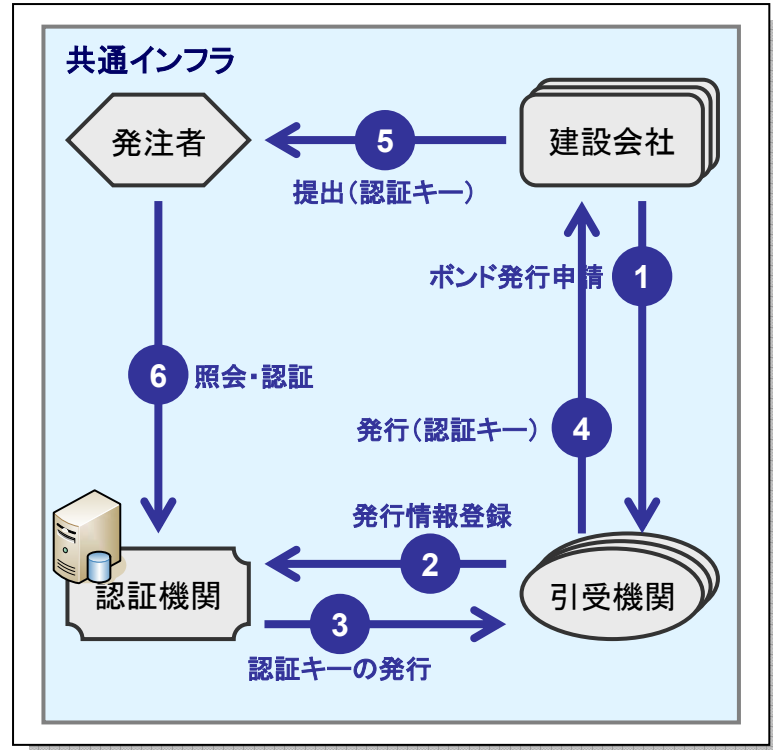 共通インフラ
発注者
建設会社
5
提出(認証キー)
ボンド発行申請
1
6
照会・認証
発行(認証キー)
4
発行情報登録
2
認証機関
引受機関
3
認証キーの発行